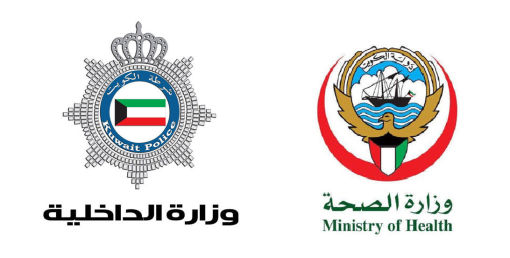 شرطة الكويت
Kuwait Police
وزارة الداخلية
دولة الكويت
وزارة الصحة
Ministry of Health